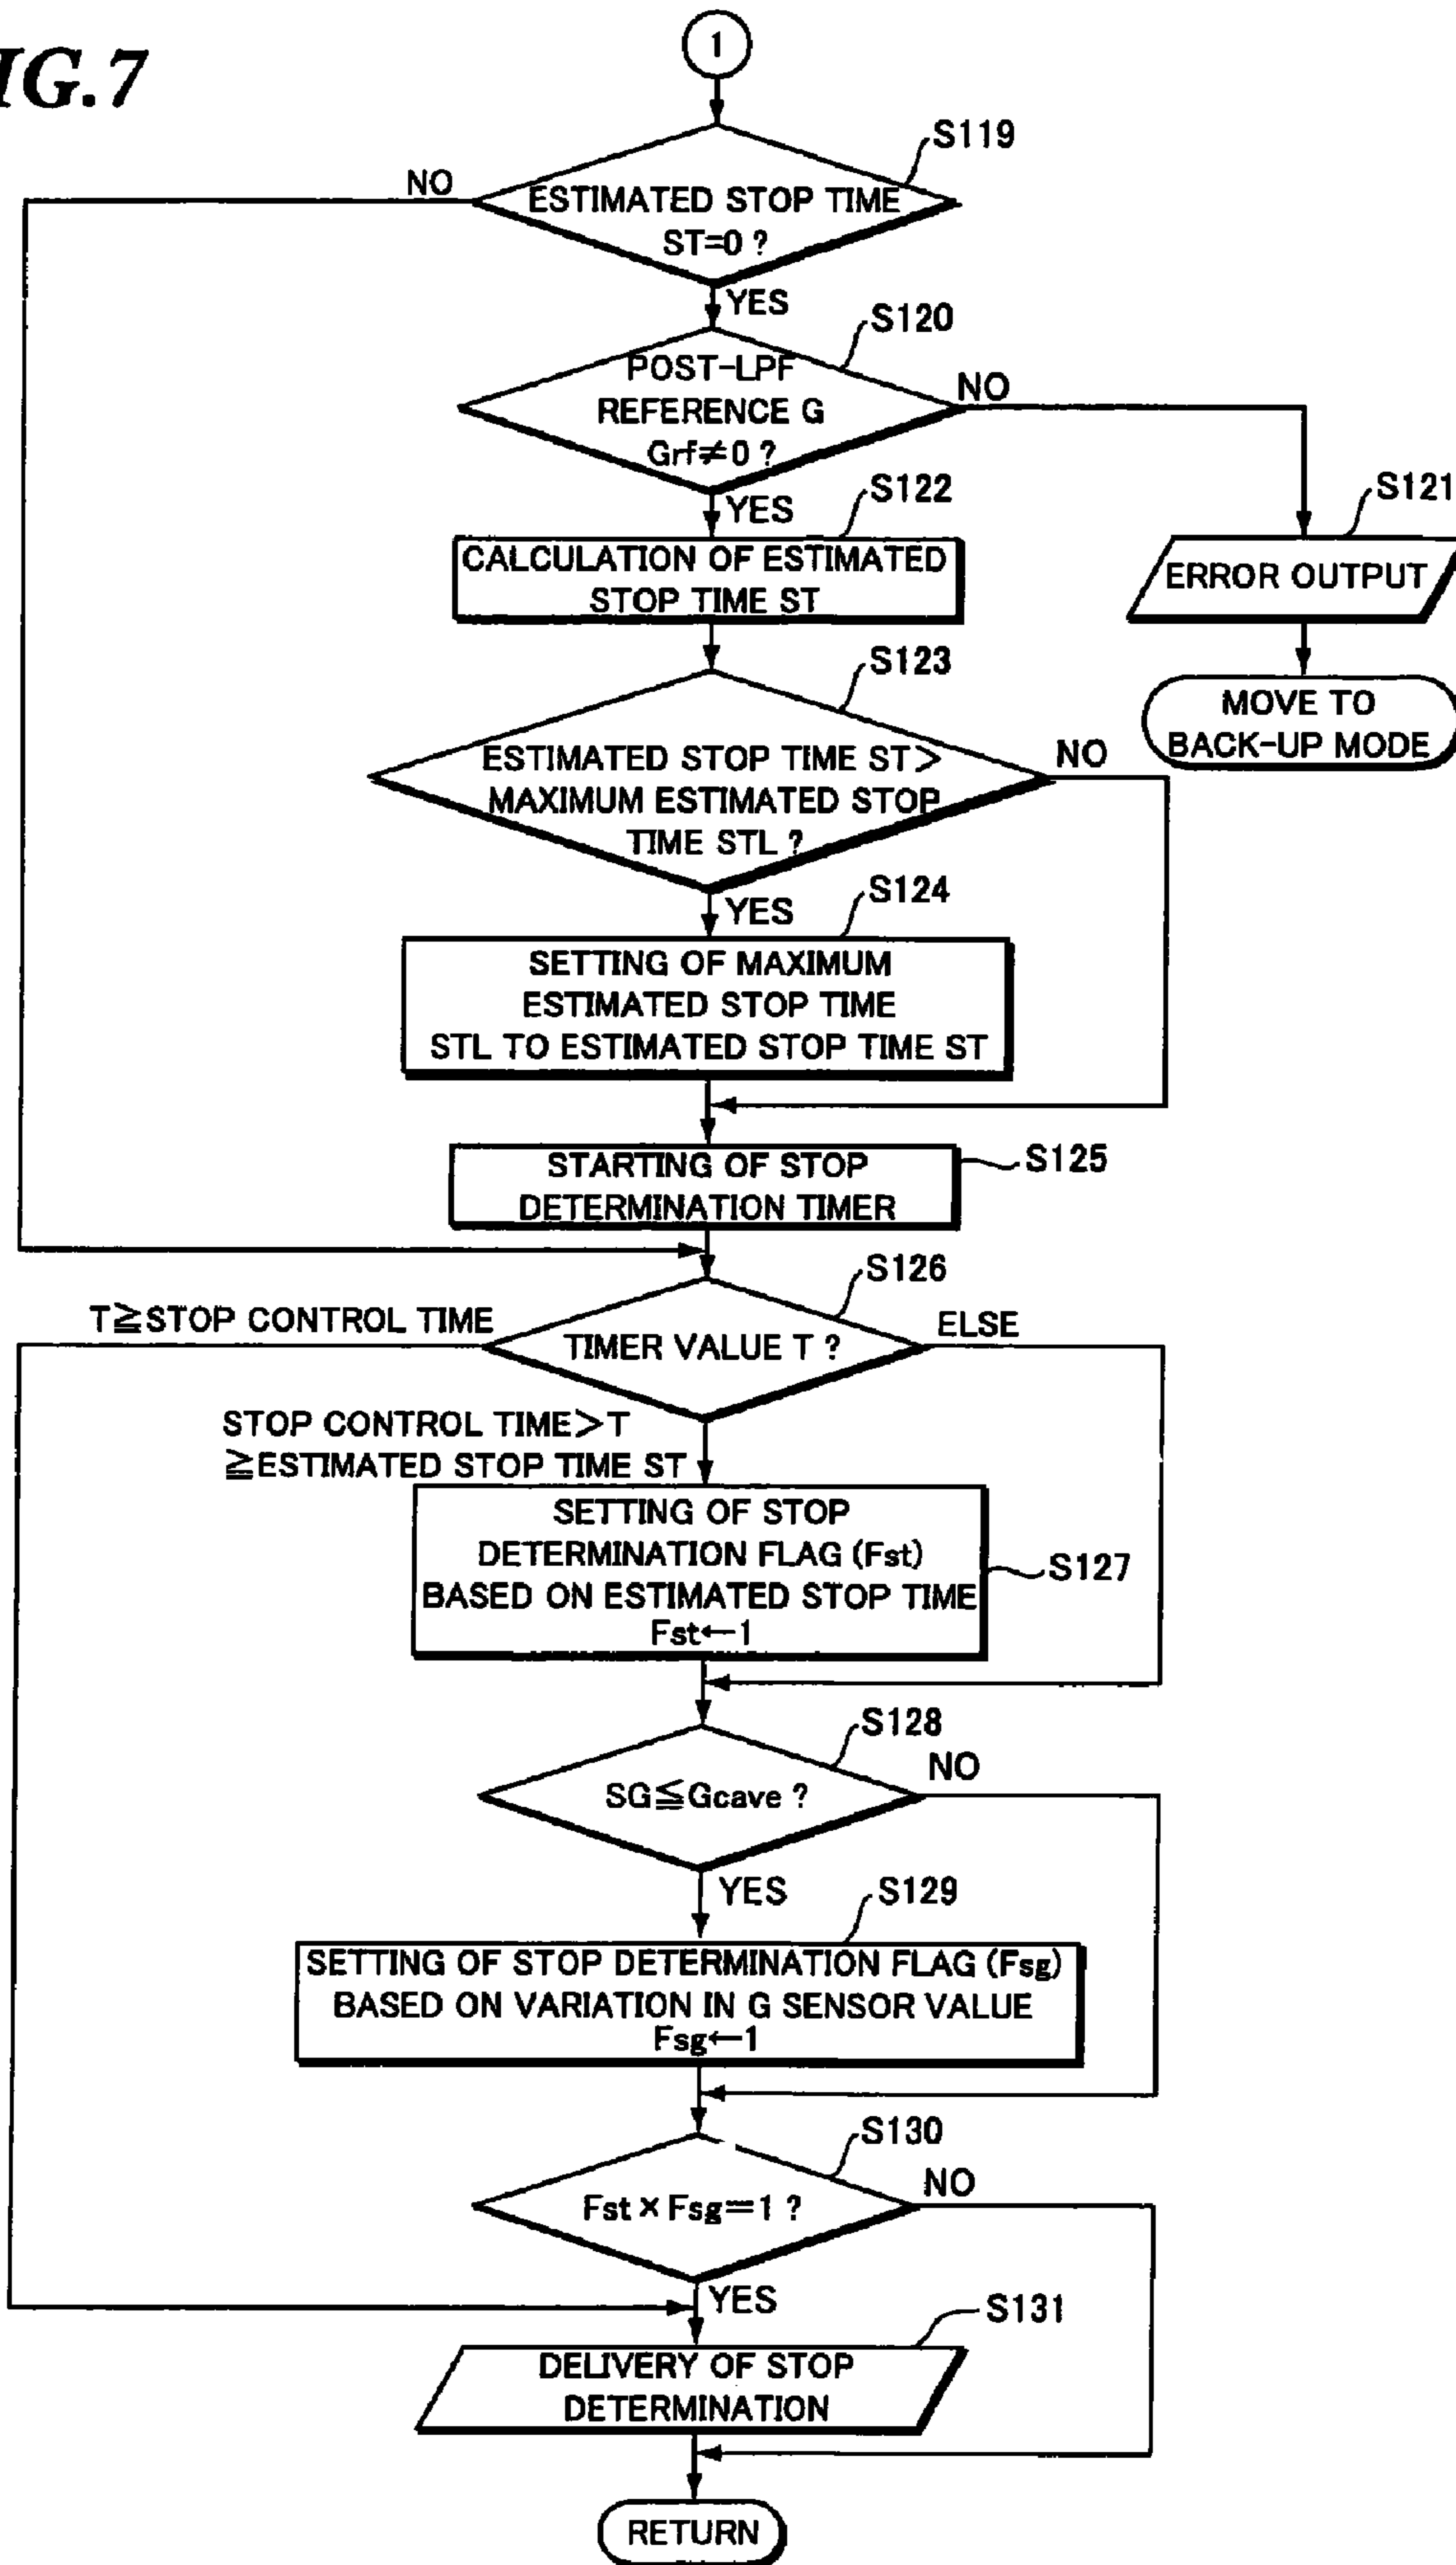 IG.7
1
S119
NO
ESTIMATED STOP TIME
ST=0 ?
YES
S120
POST-LPF
REFERENCE G
Grf≠0 ?
NO
YES
S122
S121
CALCULATION OF ESTIMATED
STOP TIME ST
ERROR OUTPUT
S123
MOVE TO
BACK-UP MODE
ESTIMATED STOP TIME ST>
MAXIMUM ESTIMATED STOP
TIME STL ?
NO
YES
S124
SETTING OF MAXIMUM
ESTIMATED STOP TIME
STL TO ESTIMATED STOP TIME ST
STARTING OF STOP
DETERMINATION TIMER
S125
S126
T≧STOP CONTROL TIME
TIMER VALUE T ?
ELSE
STOP CONTROL TIME>T
≧ESTIMATED STOP TIME ST
SETTING OF STOP
DETERMINATION FLAG (Fst)
BASED ON ESTIMATED STOP TIME
Fst←1
S127
S128
SG≦Gcave ?
NO
YES
S129
SETTING OF STOP DETERMINATION FLAG (Fsg)
BASED ON VARIATION IN G SENSOR VALUE
Fsg←1
S130
Fst × Fsg=1 ?
NO
YES
S131
DELIVERY OF STOP
DETERMINATION
RETURN